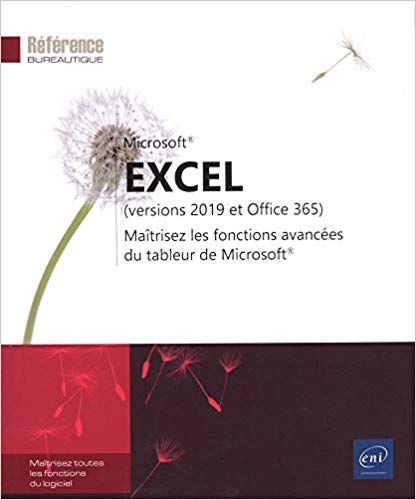 Référence
BUREAUTIQUE
Microsoft®
EXCEL
(versions 2019 et Office 365)
Maîtrisez les fonctions avancées
du tableur de Microsoft®
Maîtrisez toutes
les fonctions
du logiciel
eni